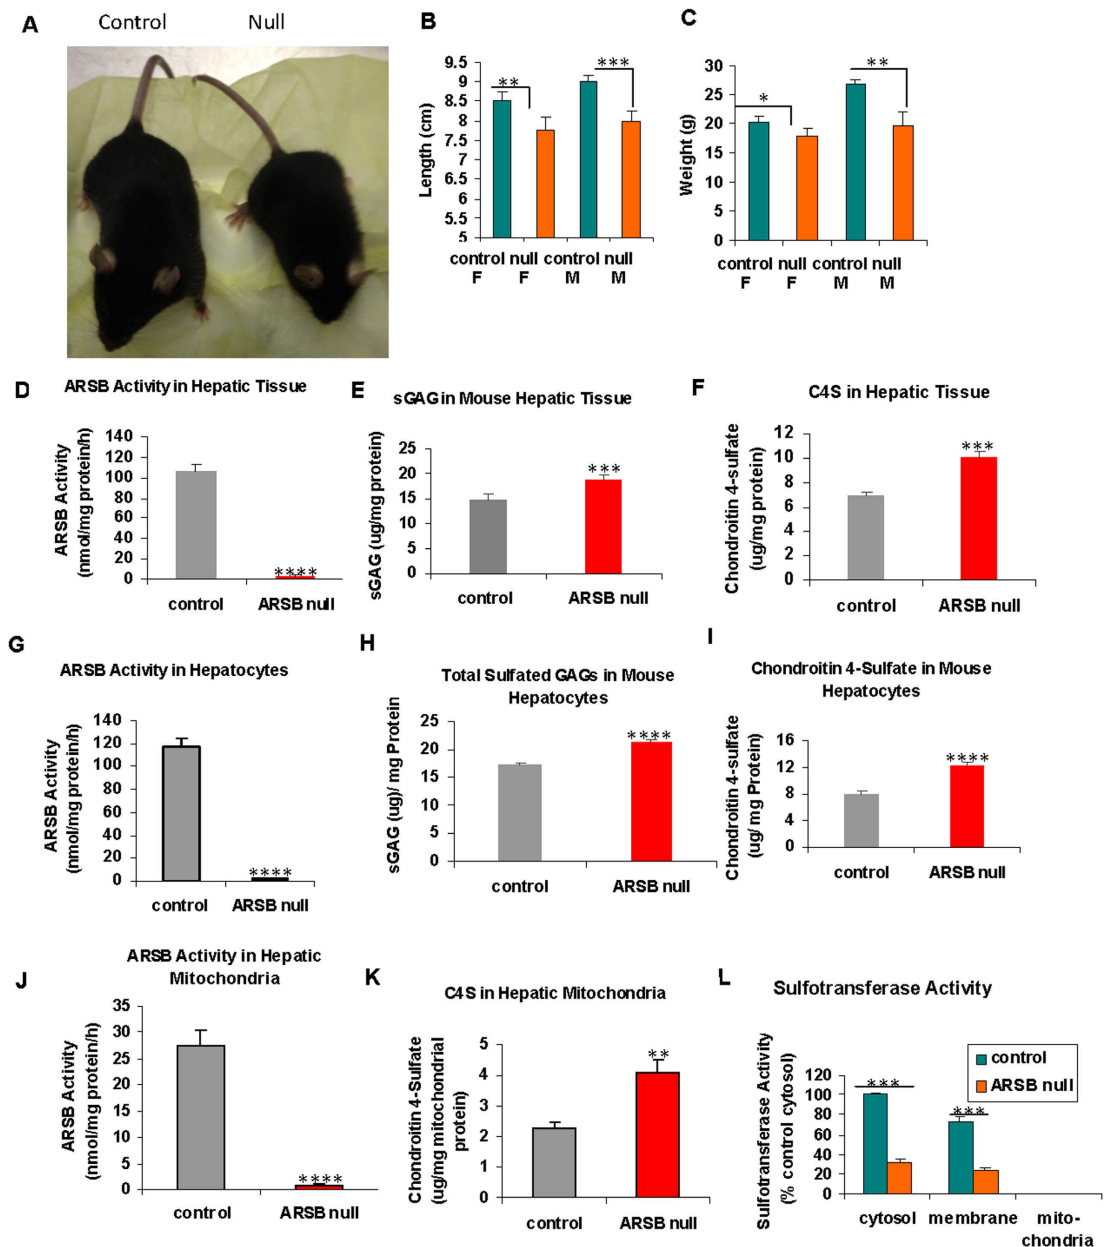 A
Control Null
B
Length (cm)
9.5
9
8.5
8
7.5
7
6.5
6
5.5
5
**
***
control null control null
F F M M
C
Weight (g)
30
25
20
15
10
5
0
*
**
control null control null
F F M M
D
ARSB Activity in Hepatic Tissue
ARSB Activity
(nmol/mg protein/h)
140
120
100
80
60
40
20
0
****
control ARSB null
E
sGAG in Mouse Hepatic Tissue
sGAG (ug/mg protein)
25
20
15
10
5
0
***
control ARSB null
F
C4S in Hepatic Tissue
Chondroitin 4-sulfate
(ug/mg protein)
12
10
8
6
4
2
0
***
control ARSB null
G
ARSB Activity in Hepatocytes
ARSB Activity
(nmol/mg protein/h)
140
120
100
80
60
40
20
0
****
control ARSB null
H
Total Sulfated GAGs in Mouse
Hepatocytes
sGAG (ug)/ mg Protein
25
20
15
10
5
0
****
control ARSB null
I
Chondroitin 4-Sulfate in Mouse
Hepatocytes
Chondroitin 4-sulfate
(ug/ mg Protein)
16
12
8
4
0
****
control ARSB null
J
ARSB Activity in Hepatic
Mitochondria
ARSB Activity
(nmol/mg protein/h)
35
30
25
20
15
10
5
0
****
control ARSB null
K
C4S in Hepatic Mitochondria
Chondroitin 4-Sulfate
(ug/mg mitochondrial
protein)
5
4
3
2
1
0
**
control ARSB null
L
Sulfotransferase Activity
Sulfotransferase Activity
(% control cytosol)
control
ARSB null
120
100
80
60
40
20
0
***
***
cytosol membrane mito-
chondria